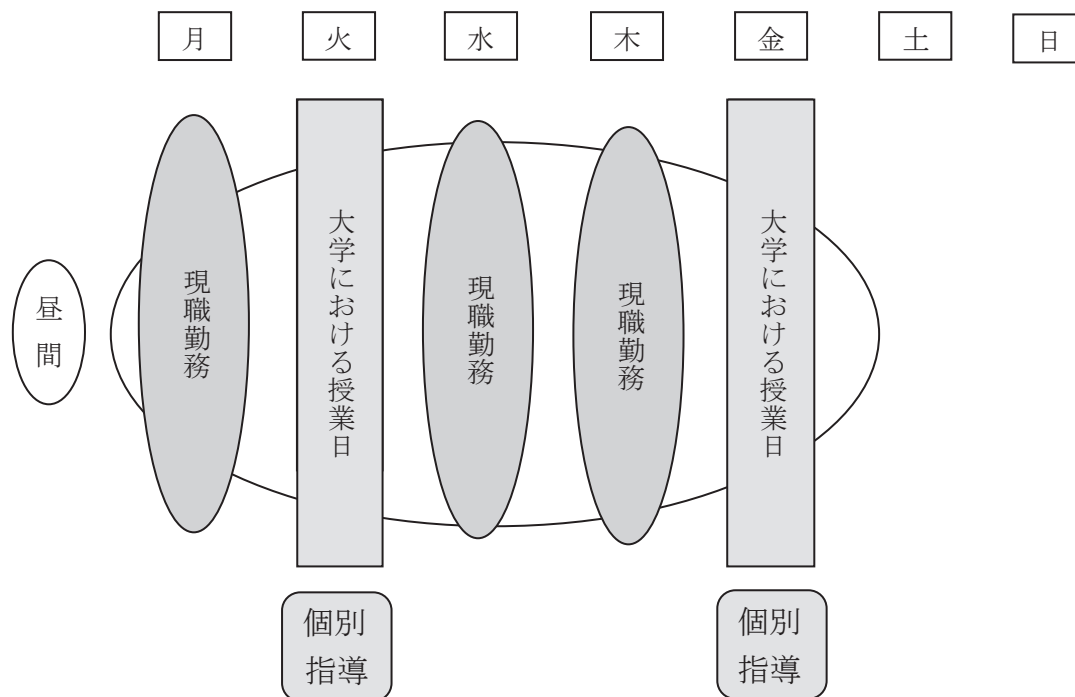 月
火
水
木
金
土
日
昼
間
現職勤務
大学における授業日
現職勤務
現職勤務
大学における授業日
個別
指導
個別
指導